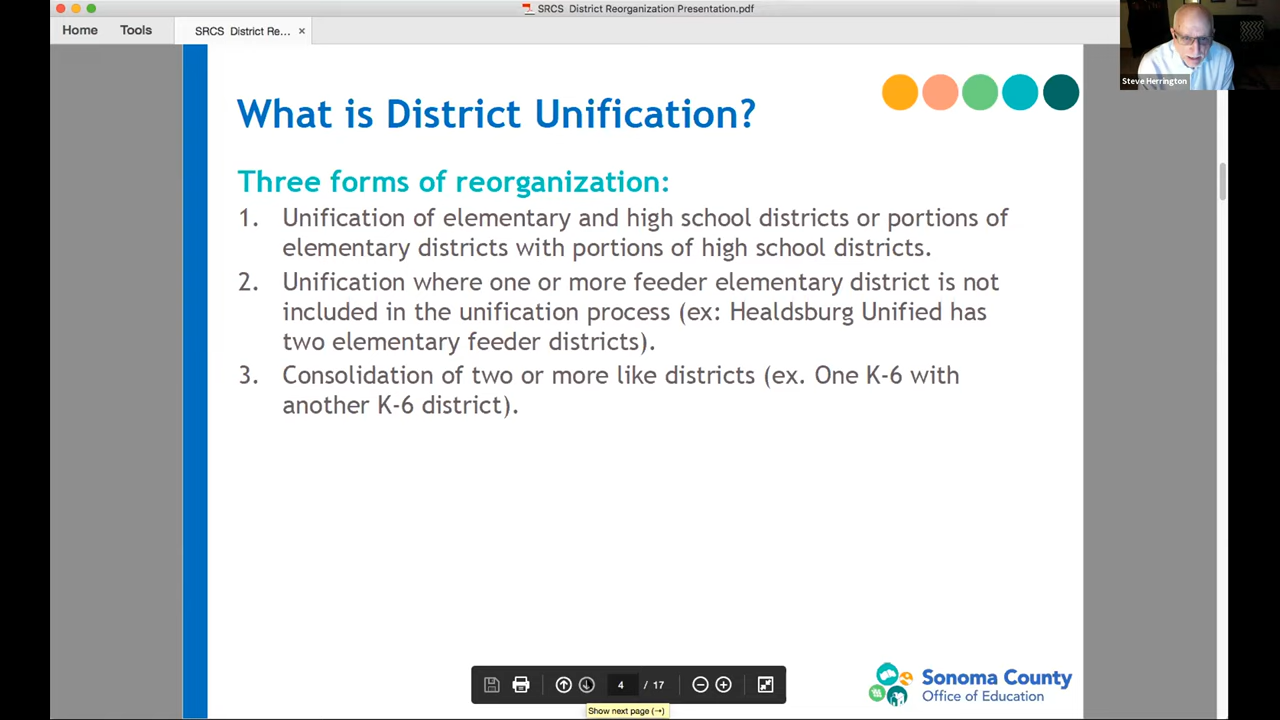 SRCS District Reorganization Presentation.pdf
Home
Tools
SRCS District Re...
×
Steve Herrington
What is District Unification?
Three forms of reorganization:
1. Unification of elementary and high school districts or portions of
elementary districts with portions of high school districts.
2. Unification where one or more feeder elementary district is not
included in the unification process (ex: Healdsburg Unified has
two elementary feeder districts).
3. Consolidation of two or more like districts (ex. One K-6 with
another K-6 district).
4 / 17
Show next page (→)
Sonoma County
Office of Education